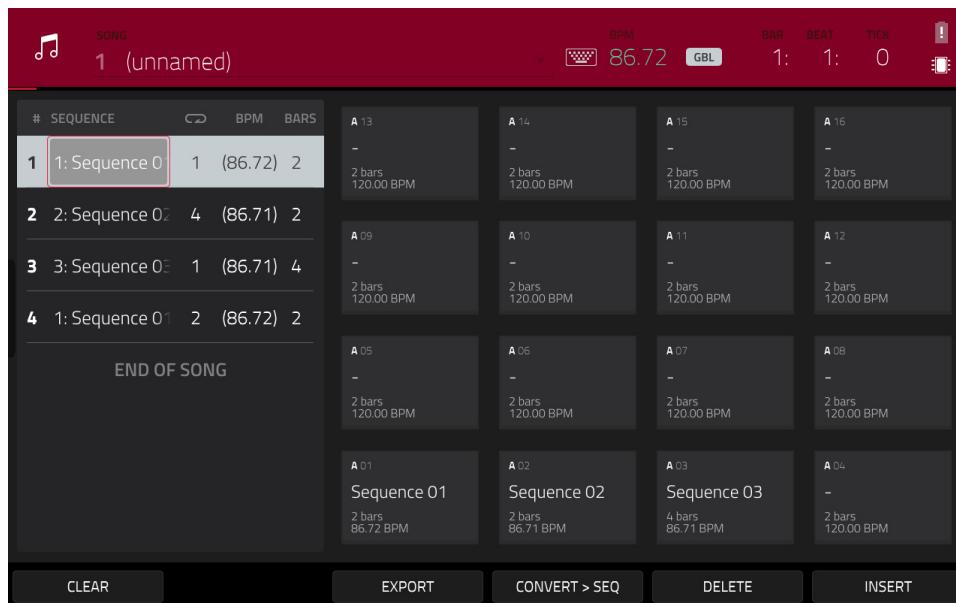 SONG
1 (unnamed)
BPM
86.72
GBL
BAR BEAT TICK
1: 1: 0
# SEQUENCE BPM BARS
1 1: Sequence 01 1 (86.72) 2
2 2: Sequence 02 4 (86.71) 2
3 3: Sequence 03 1 (86.71) 4
4 1: Sequence 01 2 (86.72) 2
END OF SONG
A 13
-
2 bars
120.00 BPM
A 14
-
2 bars
120.00 BPM
A 15
-
2 bars
120.00 BPM
A 16
-
2 bars
120.00 BPM
A 09
-
2 bars
120.00 BPM
A 10
-
2 bars
120.00 BPM
A 11
-
2 bars
120.00 BPM
A 12
-
2 bars
120.00 BPM
A 05
-
2 bars
120.00 BPM
A 06
-
2 bars
120.00 BPM
A 07
-
2 bars
120.00 BPM
A 08
-
2 bars
120.00 BPM
A 01
Sequence 01
2 bars
86.72 BPM
A 02
Sequence 02
2 bars
86.71 BPM
A 03
Sequence 03
4 bars
86.71 BPM
A 04
-
2 bars
120.00 BPM
CLEAR EXPORT CONVERT > SEQ DELETE INSERT